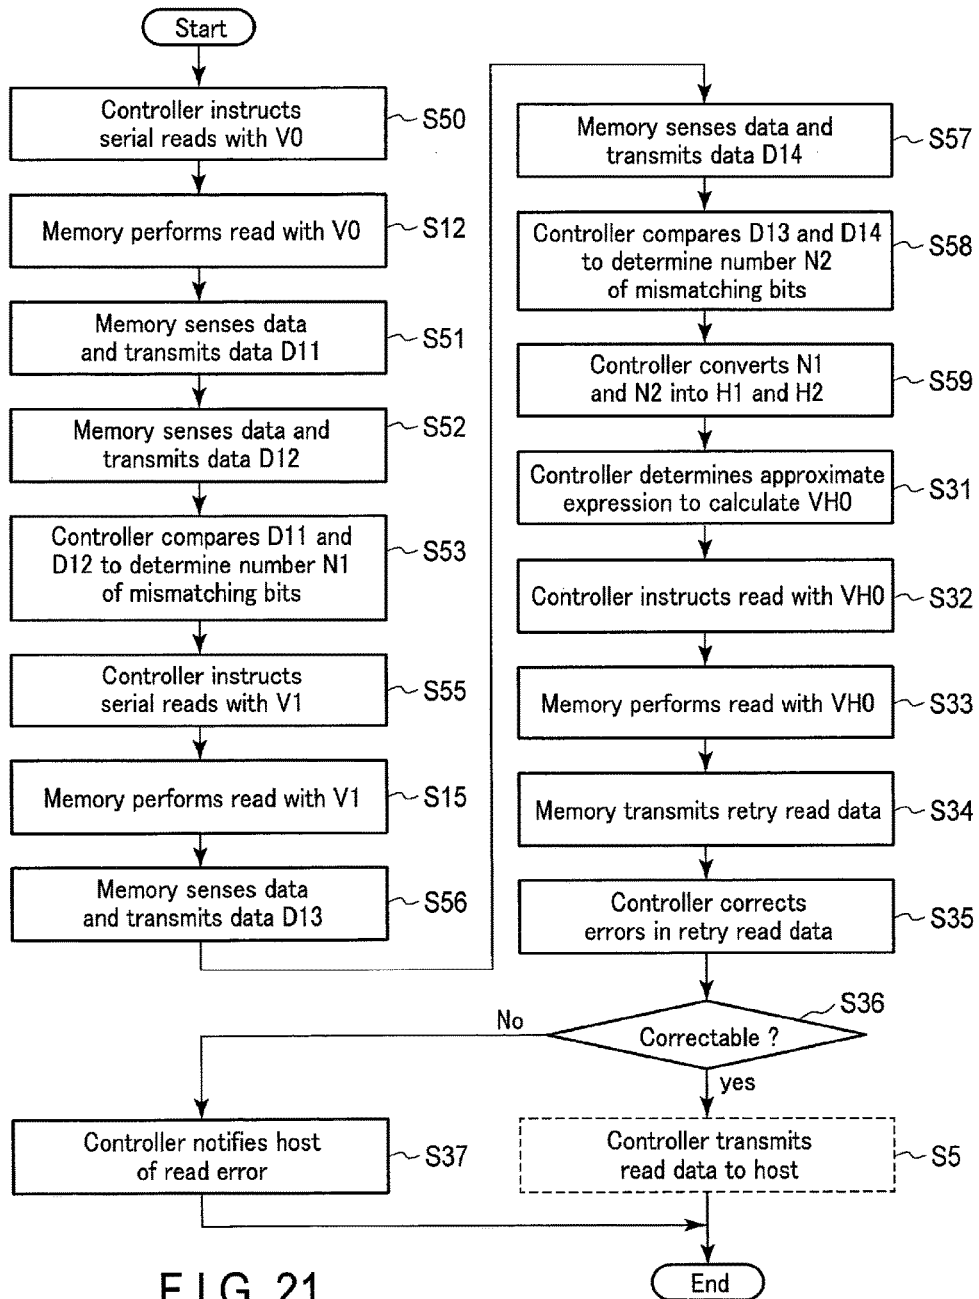 Start
Controller instructs
serial reads with V0
S50
Memory performs read with V0
S12
Memory senses data
and transmits data D11
S51
Memory senses data and
transmits data D12
S52
Controller compares D11 and
D12 to determine number N1
of mismatching bits
S53
Controller instructs
serial reads with V1
S55
Memory performs read with V1
S15
Memory senses data
and transmits data D13
S56
Memory senses data and
transmits data D14
S57
Controller compares D13 and D14
to determine number N2
of mismatching bits
S58
Controller converts N1
and N2 into H1 and H2
S59
Controller determines approximate
expression to calculate VH0
S31
Controller instructs read with VH0
S32
Memory performs read with VH0
S33
Memory transmits retry read data
S34
Controller corrects
errors in retry read data
S35
Correctable ?
S36
No
yes
Controller notifies host
of read error
S37
Controller transmits
read data to host
S5
End
FIG. 21